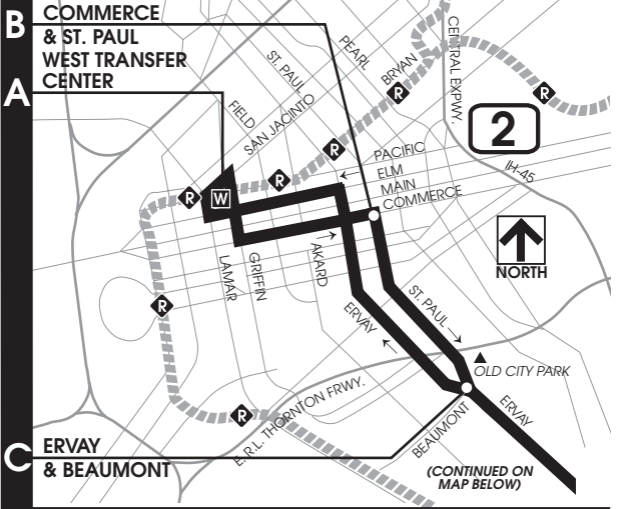 B
COMMERCE
& ST. PAUL
WEST TRANSFER
A
CENTER
ST. PAUL
PEARL
BRYAN
CENTRAL EXPWY.
FIELD
SAN JACINTO
R
R
2
R
PACIFIC
ELM
MAIN
COMMERCE
IH-45
R
R
W
NORTH
LAMAR
GRIFFIN
AKARD
R
ERVAY
ST. PAUL
OLD CITY PARK
R
E. R.L. THORNTON FRWY.
BEAUMONT
ERVAY
C
ERVAY
& BEAUMONT
(CONTINUED ON
MAP BELOW)